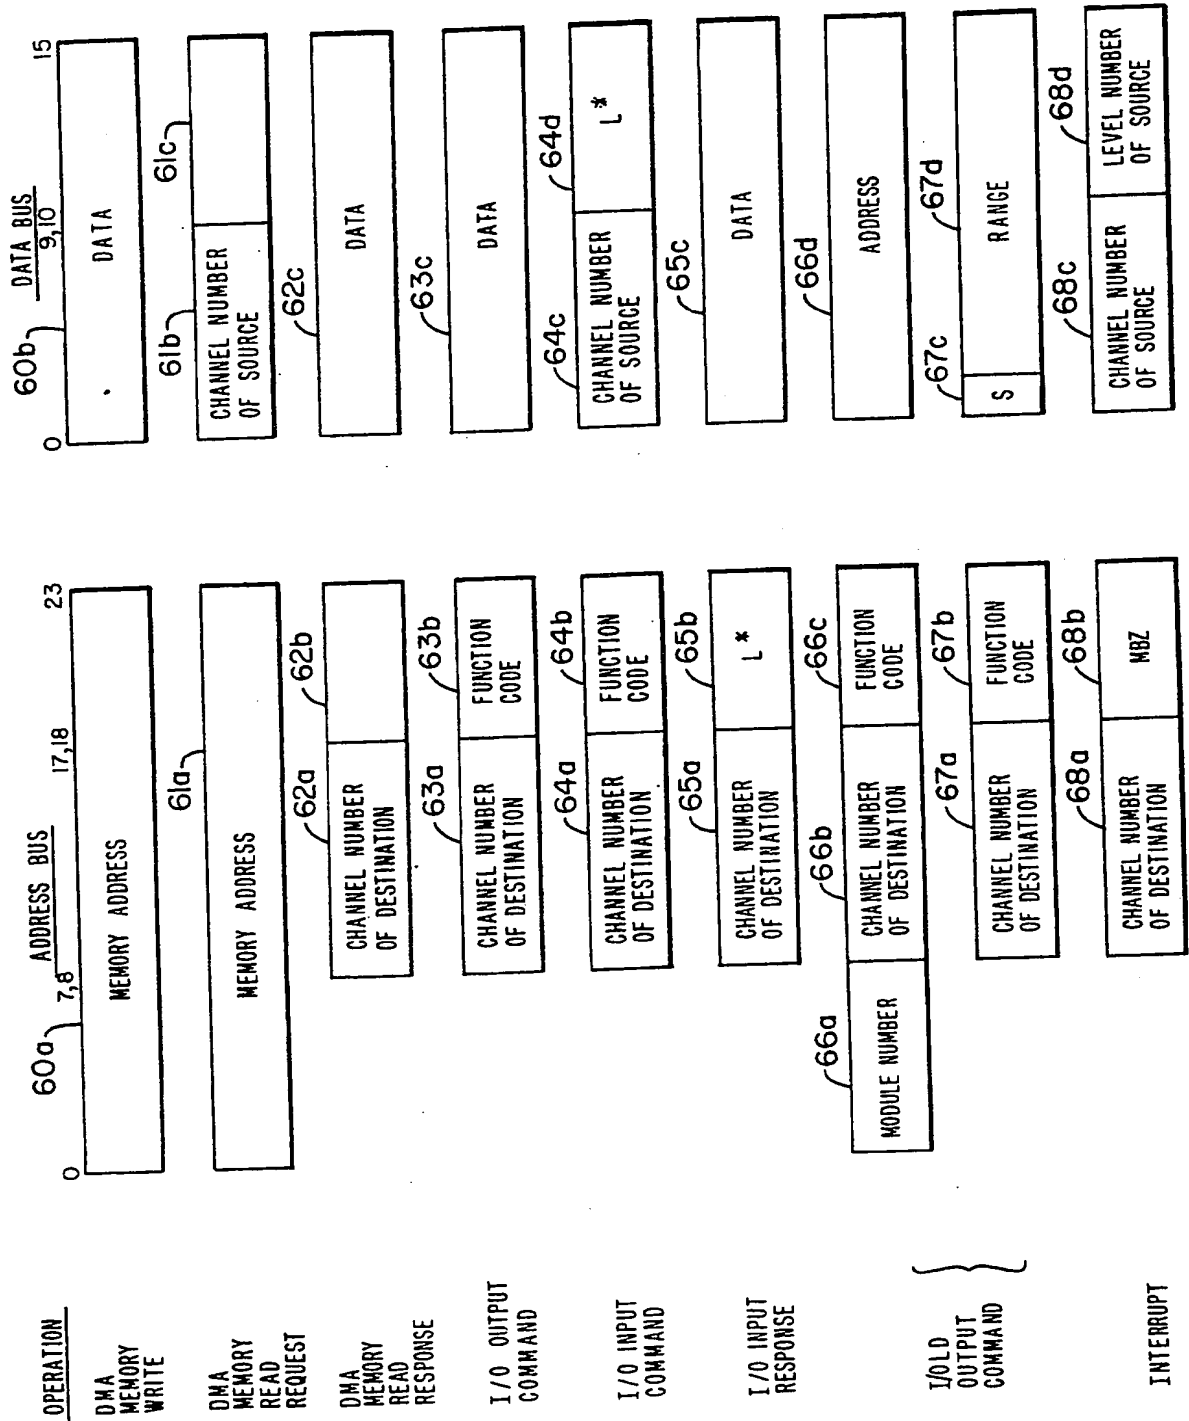 OPERATION
ADDRESS BUS
DATA BUS
0
7,8
17,18
23
0
9,10
15
DMA
MEMORY
WRITE
60a
MEMORY ADDRESS
60b
DATA
DMA
MEMORY
READ
REQUEST
61a
MEMORY ADDRESS
61b
CHANNEL NUMBER
OF SOURCE
61c
DMA
MEMORY
READ
RESPONSE
62a
CHANNEL NUMBER
OF DESTINATION
62b
62c
DATA
I/O OUTPUT
COMMAND
63a
CHANNEL NUMBER
OF DESTINATION
63b
FUNCTION
CODE
63c
DATA
I/O INPUT
COMMAND
64a
CHANNEL NUMBER
OF DESTINATION
64b
FUNCTION
CODE
64c
CHANNEL NUMBER
OF SOURCE
64d
L*
I/O INPUT
RESPONSE
65a
CHANNEL NUMBER
OF DESTINATION
65b
L*
65c
DATA
I/OLD
OUTPUT
COMMAND
66a
MODULE NUMBER
66b
CHANNEL NUMBER
OF DESTINATION
66c
FUNCTION
CODE
66d
ADDRESS
67a
CHANNEL NUMBER
OF DESTINATION
67b
FUNCTION
CODE
67c
S
67d
RANGE
INTERRUPT
68a
CHANNEL NUMBER
OF DESTINATION
68b
MBZ
68c
CHANNEL NUMBER
OF SOURCE
68d
LEVEL NUMBER
OF SOURCE